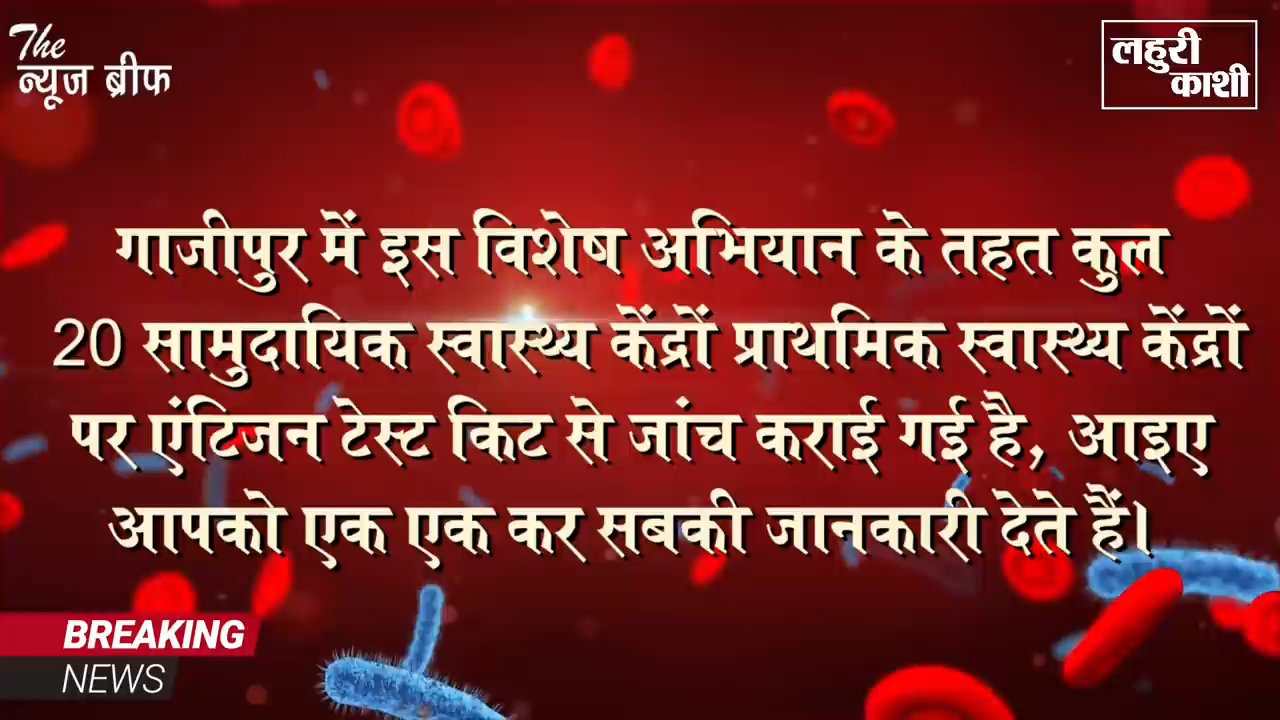 The
न्यूज ब्रीफ
लहुरी
काशी
गाजीपुर में इस विशेष अभियान के तहत कुल
20 सामुदायिक स्वास्थ्य केंद्रों प्राथमिक स्वास्थ्य केंद्रों
पर एंटिजन टेस्ट किट से जांच कराई गई है, आइए
आपको एक एक कर सबकी जानकारी देते हैं।
BREAKING
NEWS